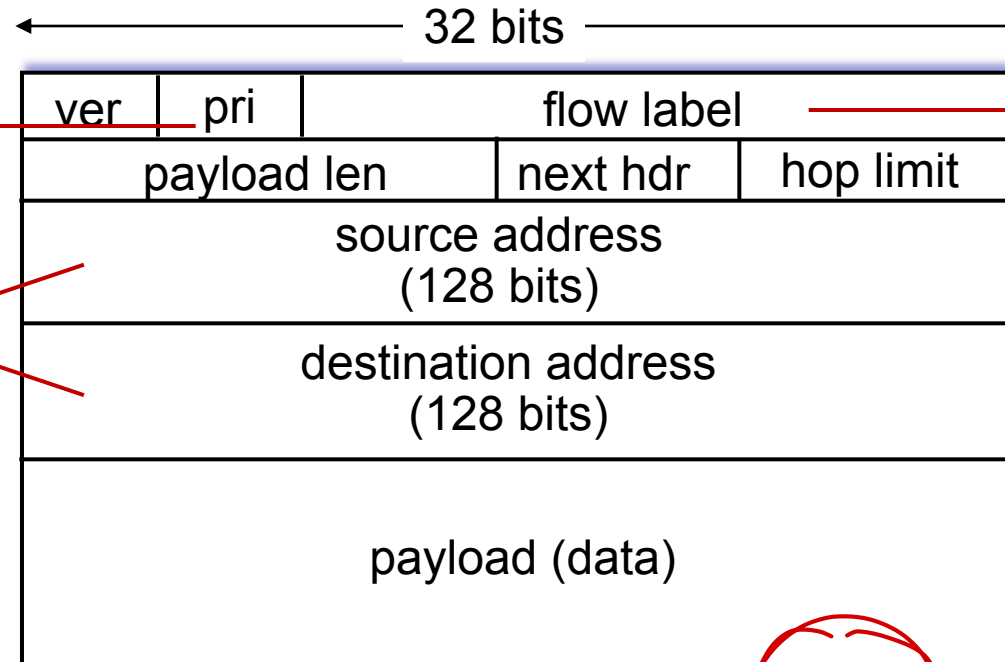 32 bits
ver pri flow label
payload len next hdr hop limit
source address
(128 bits)
destination address
(128 bits)
payload (data)